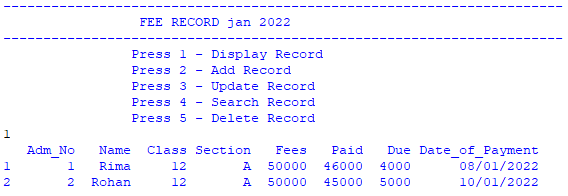 ----------------------------------------------------------------------
FEE RECORD jan 2022
----------------------------------------------------------------------
Press 1 - Display Record
Press 2 - Add Record
Press 3 - Update Record
Press 4 - Search Record
Press 5 - Delete Record
1
Adm_No Name Class Section Fees Paid Due Date_of_Payment
1 1 Rima 12 A 50000 46000 4000 08/01/2022
2 2 Rohan 12 A 50000 45000 5000 10/01/2022